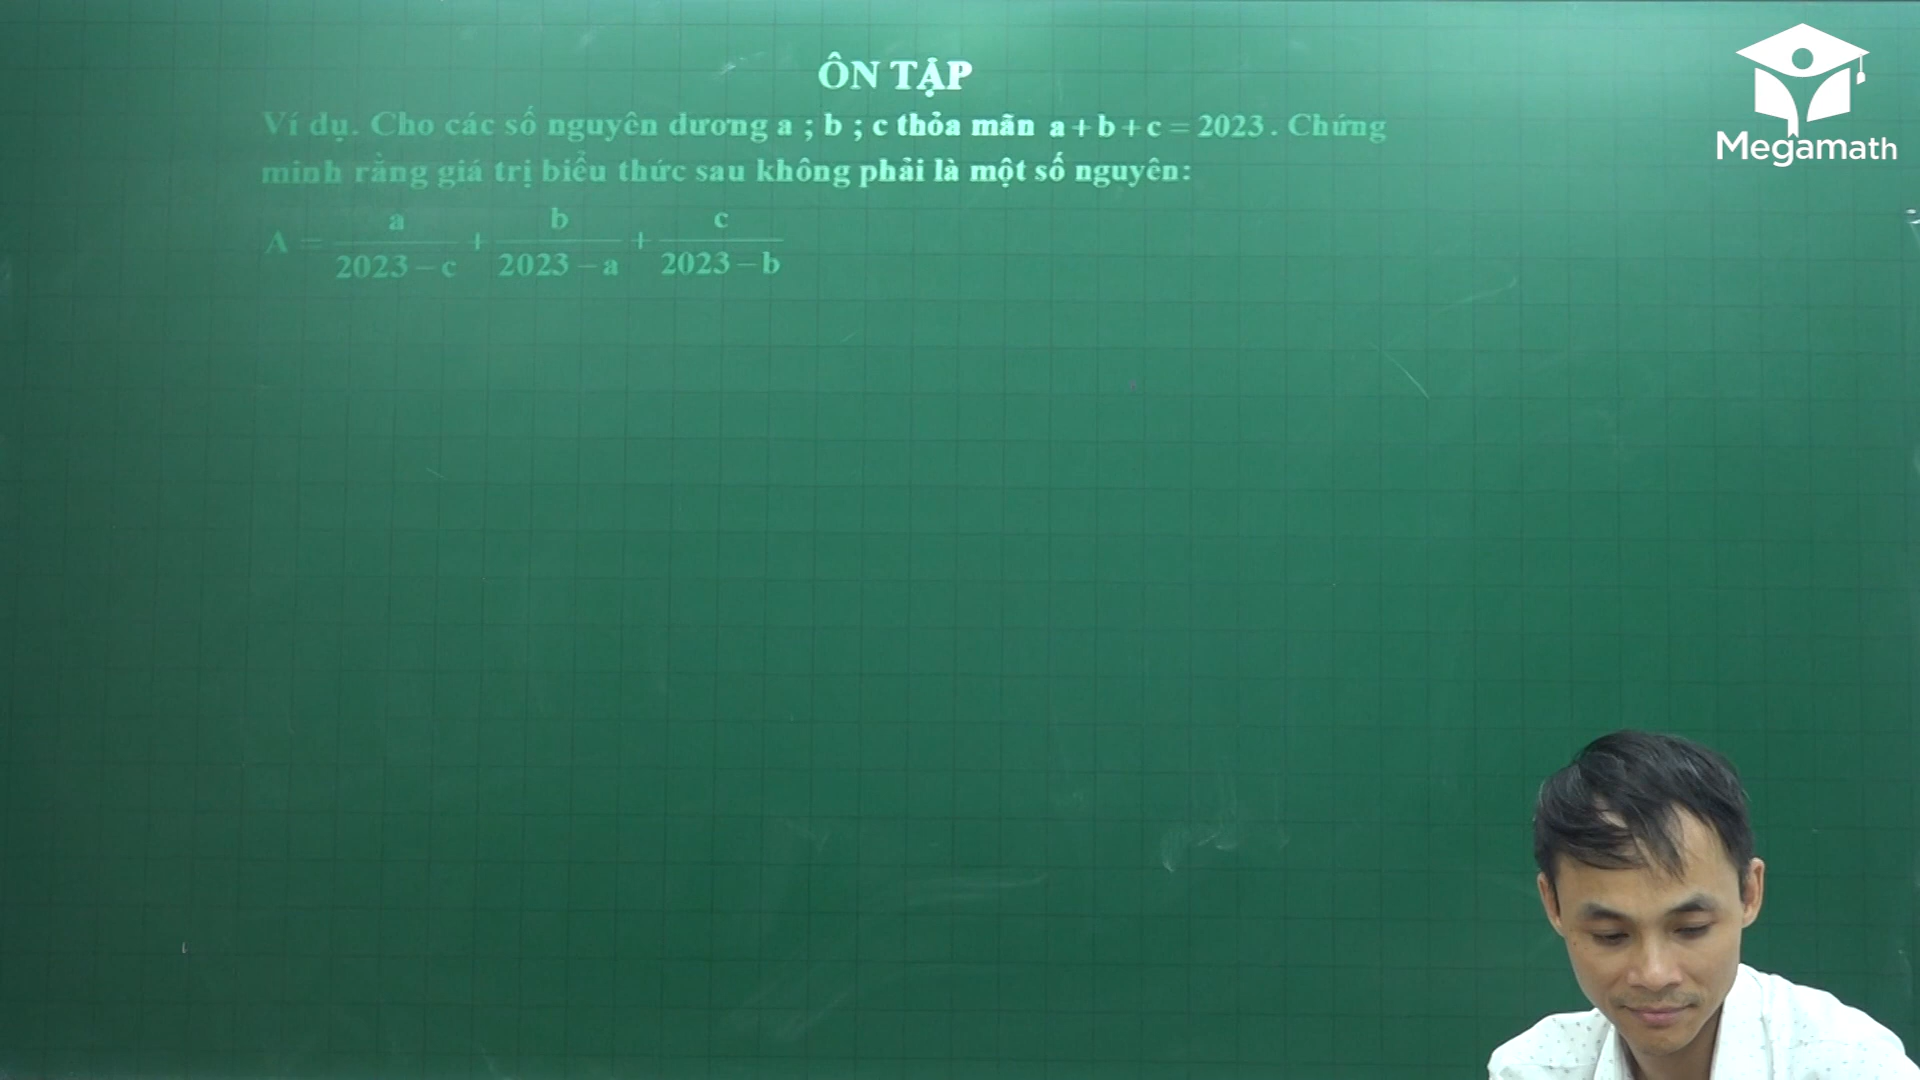 Megamath
ÔN TẬP
Ví dụ. Cho các số nguyên dương a ; b ; c thỏa mãn a + b + c = 2023. Chứng
minh rằng giá trị biểu thức sau không phải là một số nguyên:
A = a/(2023 – c) + b/(2023 – a) + c/(2023 – b)